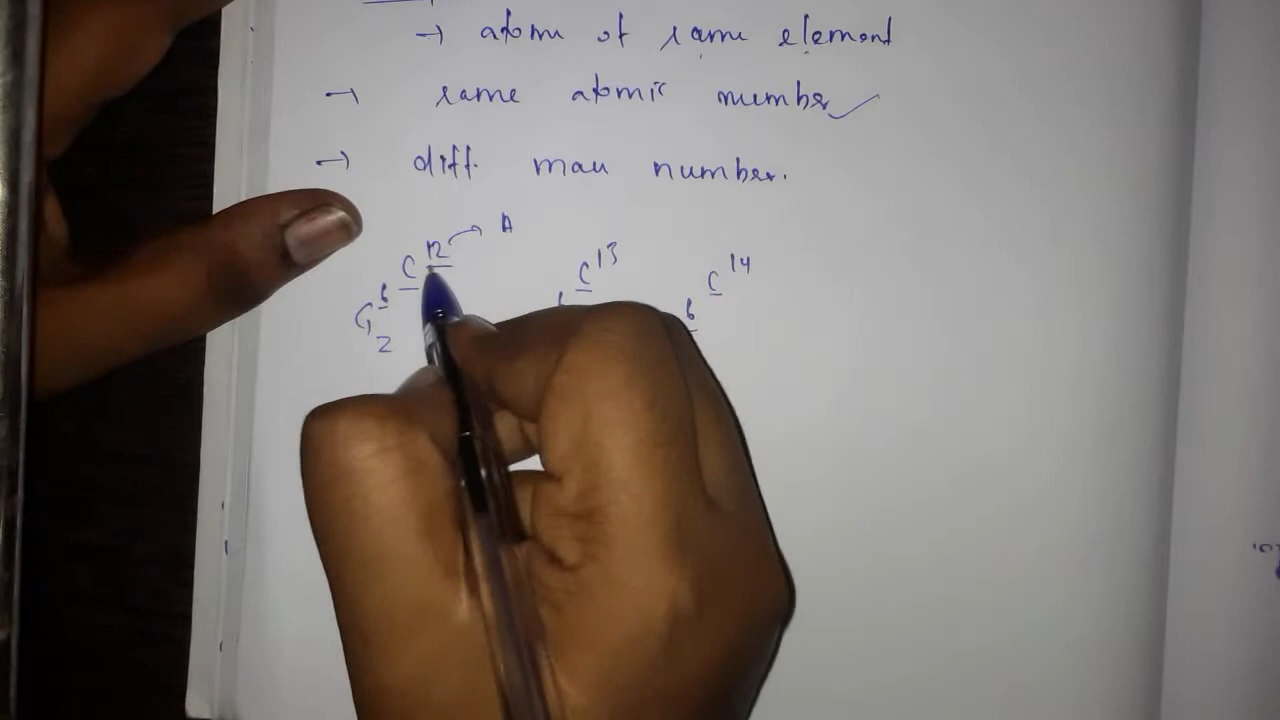 → atom of same element
→ same atomic number ✓
→ diff. mass number.
6 C 12 → A
6 C 13
6 C 14
Z